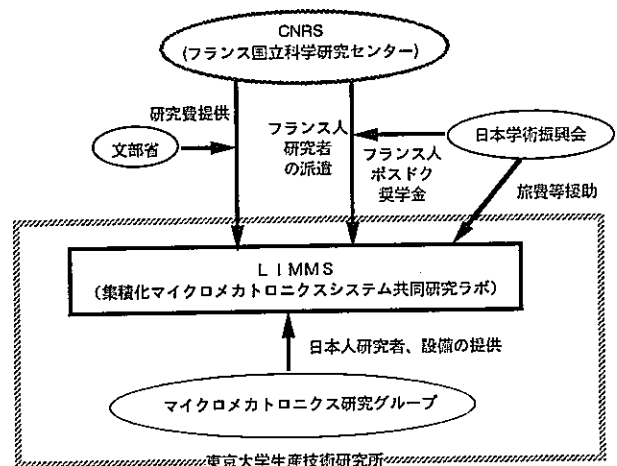 CNRS
(フランス国立科学研究センター)
研究費提供
文部省
フランス人
研究者
の派遣
フランス人
ポスドク
奨学金
日本学術振興会
旅費等援助
LIMMS
(集積化マイクロメカトロニクスシステム共同研究ラボ)
日本人研究者、設備の提供
マイクロメカトロニクス研究グループ
東京大学生産技術研究所